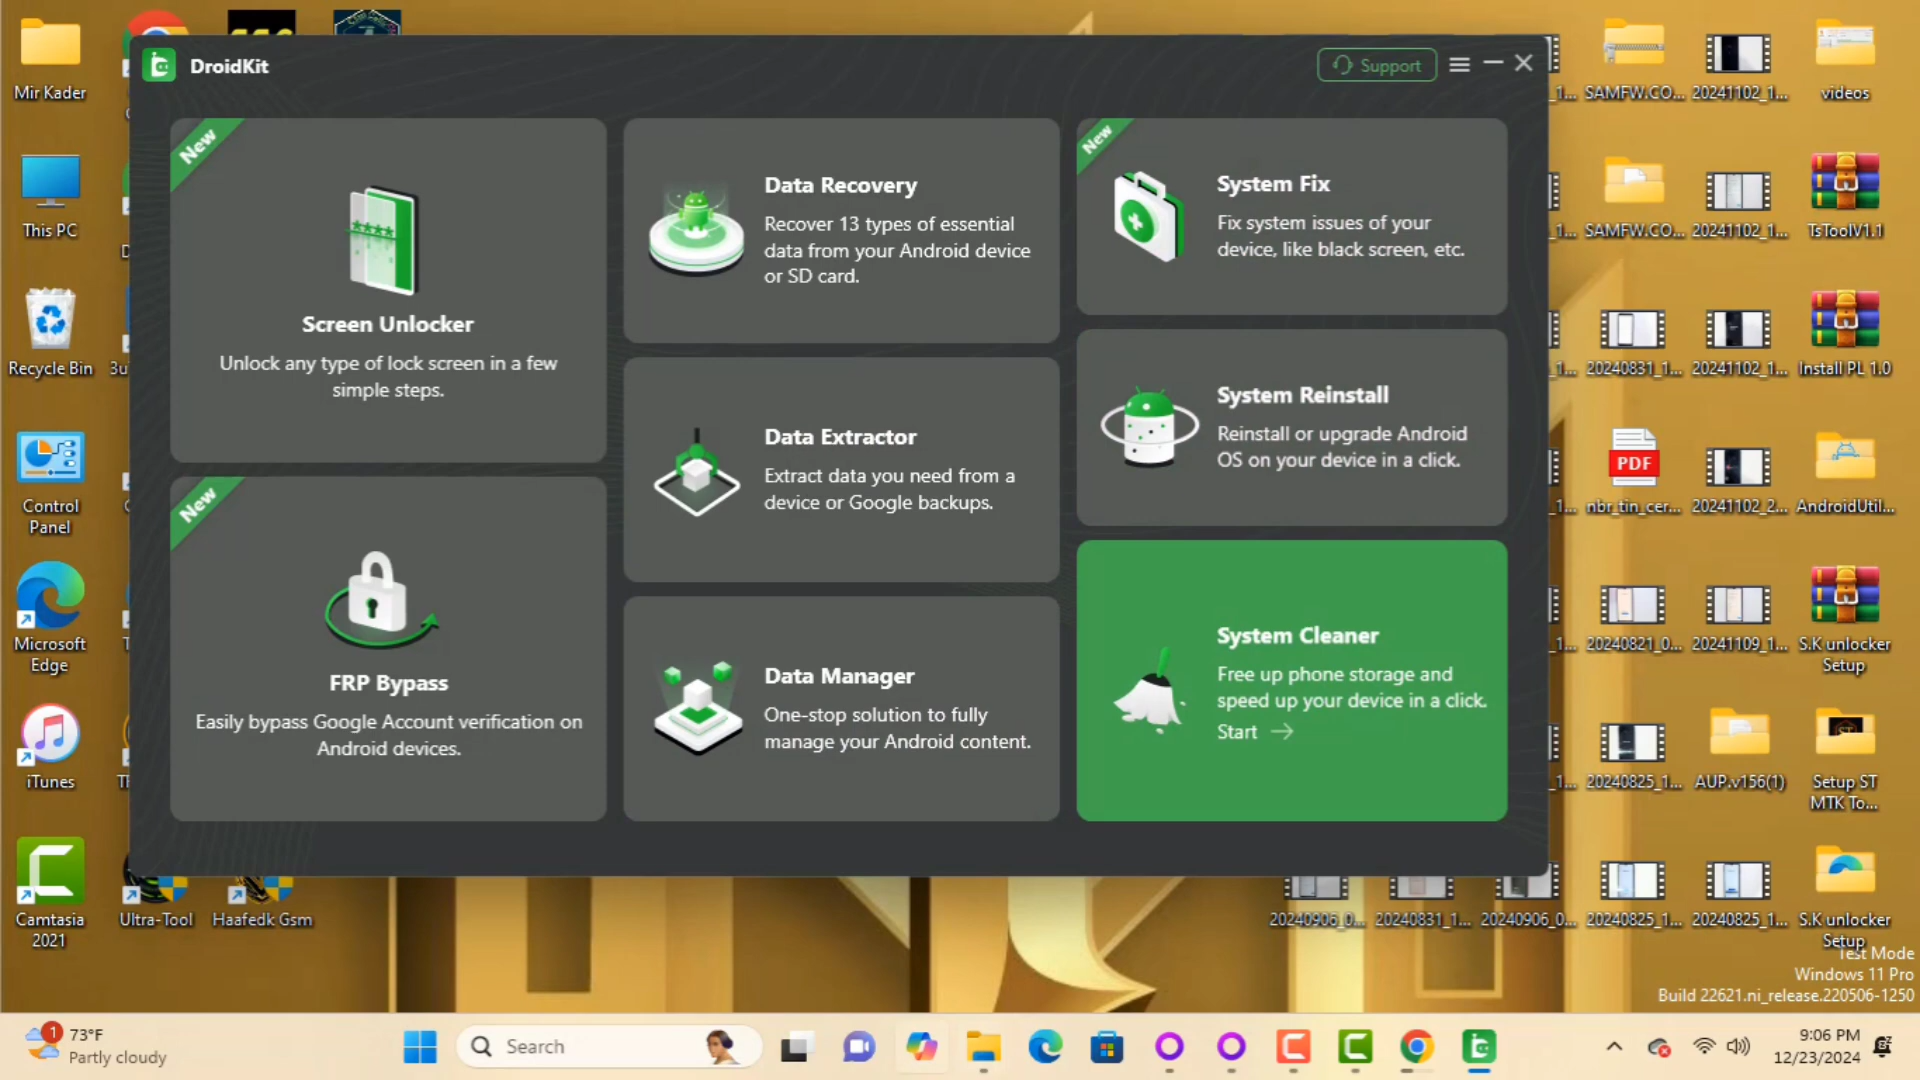 DroidKit
Support
New
Screen Unlocker
Unlock any type of lock screen in a few
simple steps.
New
FRP Bypass
Easily bypass Google Account verification on
Android devices.
Data Recovery
Recover 13 types of essential
data from your Android device
or SD card.
Data Extractor
Extract data you need from a
device or Google backups.
Data Manager
One-stop solution to fully
manage your Android content.
New
System Fix
Fix system issues of your
device, like black screen, etc.
System Reinstall
Reinstall or upgrade Android
OS on your device in a click.
System Cleaner
Free up phone storage and
speed up your device in a click.
Start
Mir Kader
This PC
Recycle Bin
Control
Panel
Microsoft
Edge
iTunes
Camtasia
2021
Ultra-Tool
Haafedk Gsm
SAMFW.CO...
20241102_1...
videos
SAMFW.CO...
20241102_1...
TsToolV1.1
20240831_1...
20241102_1...
Install PL 1.0
PDF
nbr_tin_cer...
20241102_2...
AndroidUtil...
20240821_0...
20241109_1...
S.K unlocker
Setup
20240825_1...
AUP.v156(1)
Setup ST
MTK To...
20240906_0...
20240831_1...
20240906_0...
20240825_1...
20240825_1...
S.K unlocker
Setup
Test Mode
Windows 11 Pro
Build 22621.ni_release.220506-1250
1
73°F
Partly cloudy
Search
9:06 PM
12/23/2024